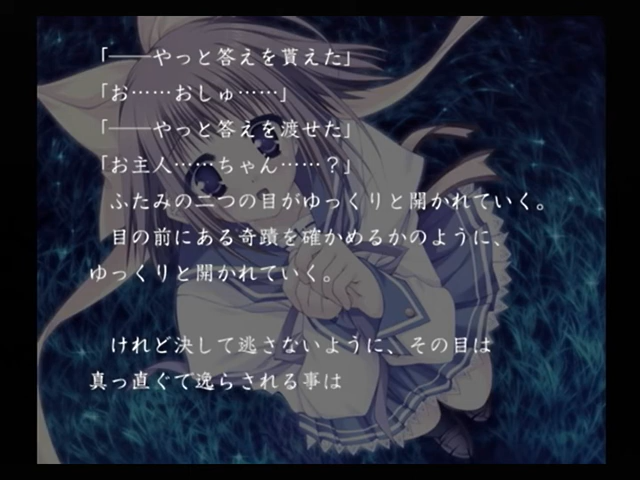 「――やっと答えを貰えた」
「お……おしゅ……」
「――やっと答えを渡せた」
「お主人……ちゃん……？」
　ふたみの二つの目がゆっくりと開かれていく。
　目の前にある奇蹟を確かめるかのように、
ゆっくりと開かれていく。
　けれど決して逃さないように、その目は
真っ直ぐで逸らされる事は